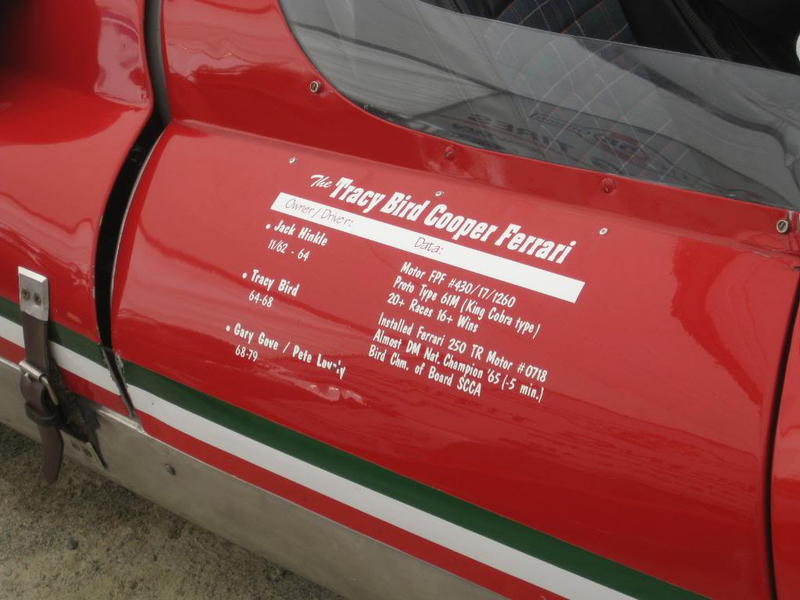 The Tracy Bird Cooper Ferrari
Owner/Driver:
Data:
• Jack Hinkle
11/62 - 64
• Tracy Bird
64-68
• Gary Gove / Pete
68-79
Motor FPF #430/17/1260
Proto Type 61M (King Cobra type)
20+ Races 16+ Wins
Installed Ferrari 250 TR Motor #0718
Almost DM Nat. Champion '65 (-5 min.)
Bird Chm. of Board SCCA
TIRES